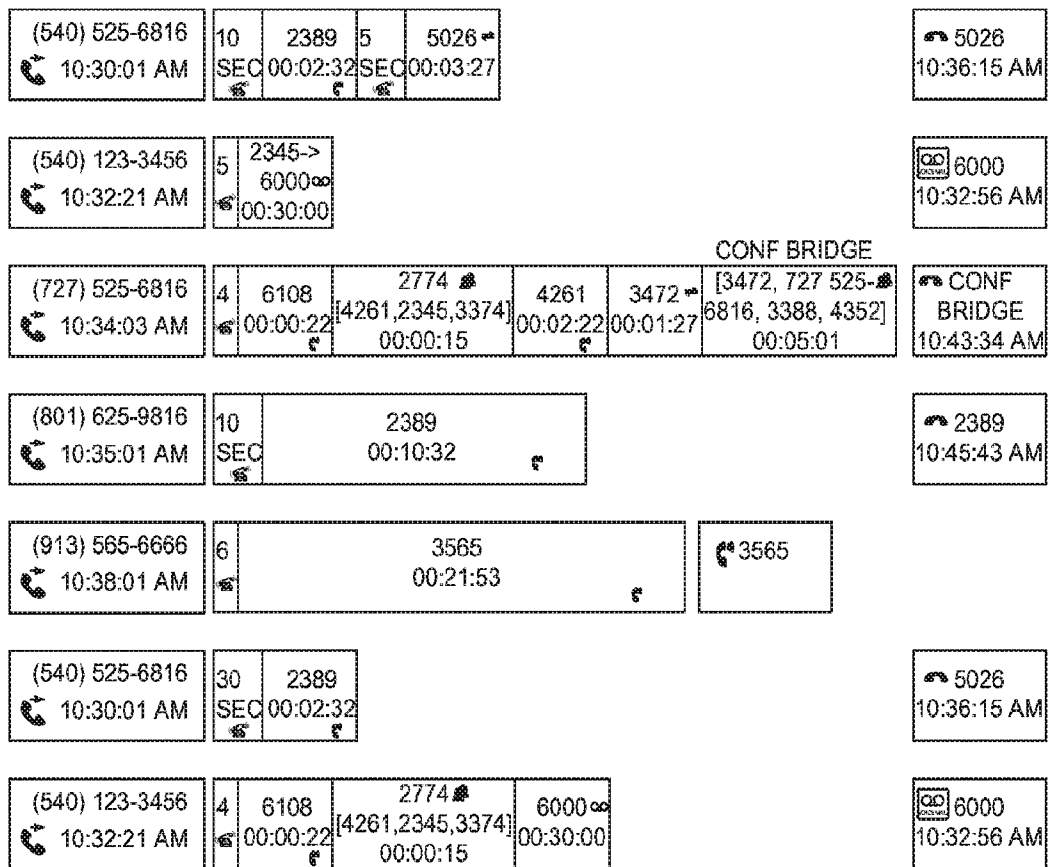 (540) 525-6816
10:30:01 AM
10
SEC
2389
00:02:32
5
SEC
5026
00:03:27
5026
10:36:15 AM
(540) 123-3456
10:32:21 AM
5
2345->
6000
00:30:00
6000
10:32:56 AM
CONF BRIDGE
(727) 525-6816
10:34:03 AM
4
6108
00:00:22
2774
[4261,2345,3374]
00:00:15
4261
00:02:22
3472
00:01:27
[3472, 727 525-
6816, 3388, 4352]
00:05:01
CONF
BRIDGE
10:43:34 AM
(801) 625-9816
10:35:01 AM
10
SEC
2389
00:10:32
2389
10:45:43 AM
(913) 565-6666
10:38:01 AM
6
3565
00:21:53
3565
(540) 525-6816
10:30:01 AM
30
SEC
2389
00:02:32
5026
10:36:15 AM
(540) 123-3456
10:32:21 AM
4
6108
00:00:22
2774
[4261,2345,3374]
00:00:15
6000
00:30:00
6000
10:32:56 AM